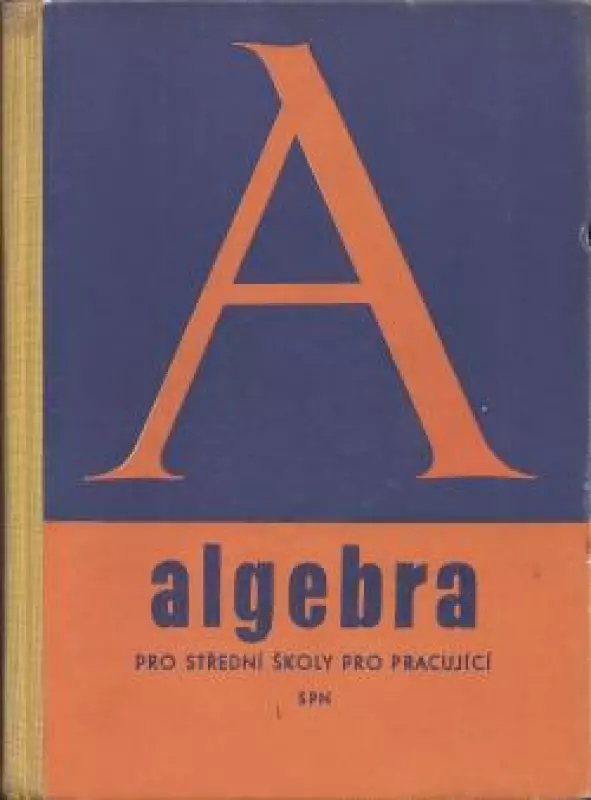 A
algebra
PRO STŘEDNÍ ŠKOLY PRO PRACUJÍCÍ
SPN